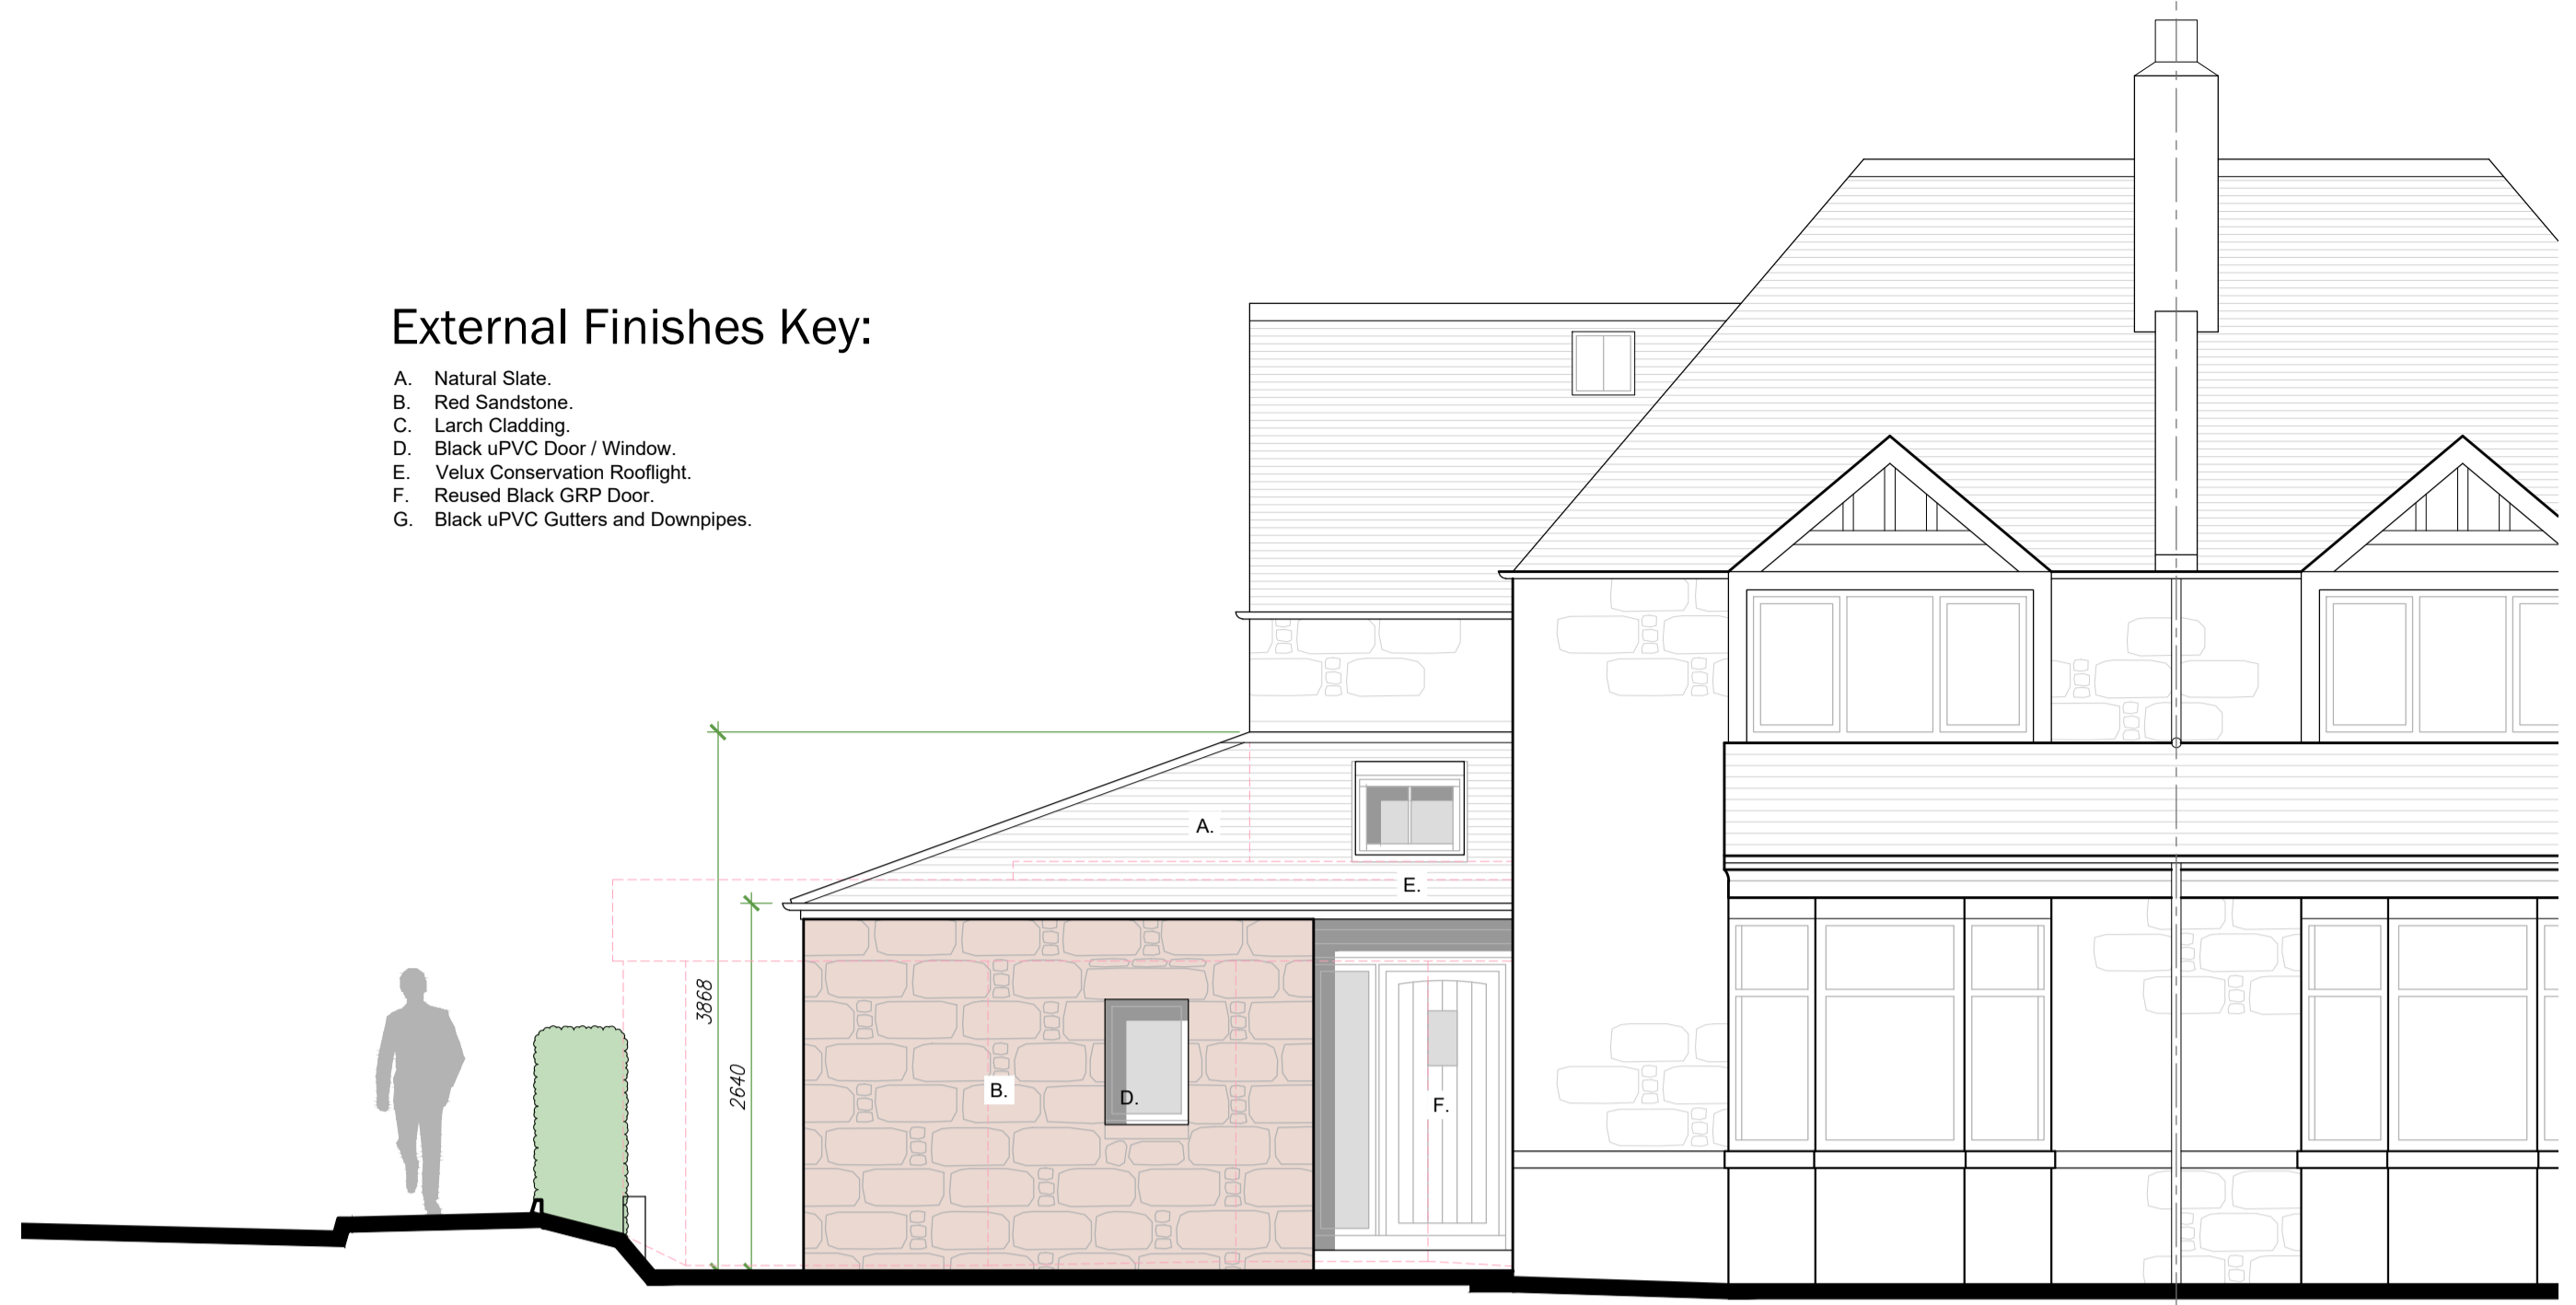 External Finishes Key:
A. Natural Slate.
B. Red Sandstone.
C. Larch Cladding.
D. Black uPVC Door / Window.
E. Velux Conservation Rooflight.
F. Reused Black GRP Door.
G. Black uPVC Gutters and Downpipes.
A.
E.
3868
2640
B.
D.
F.